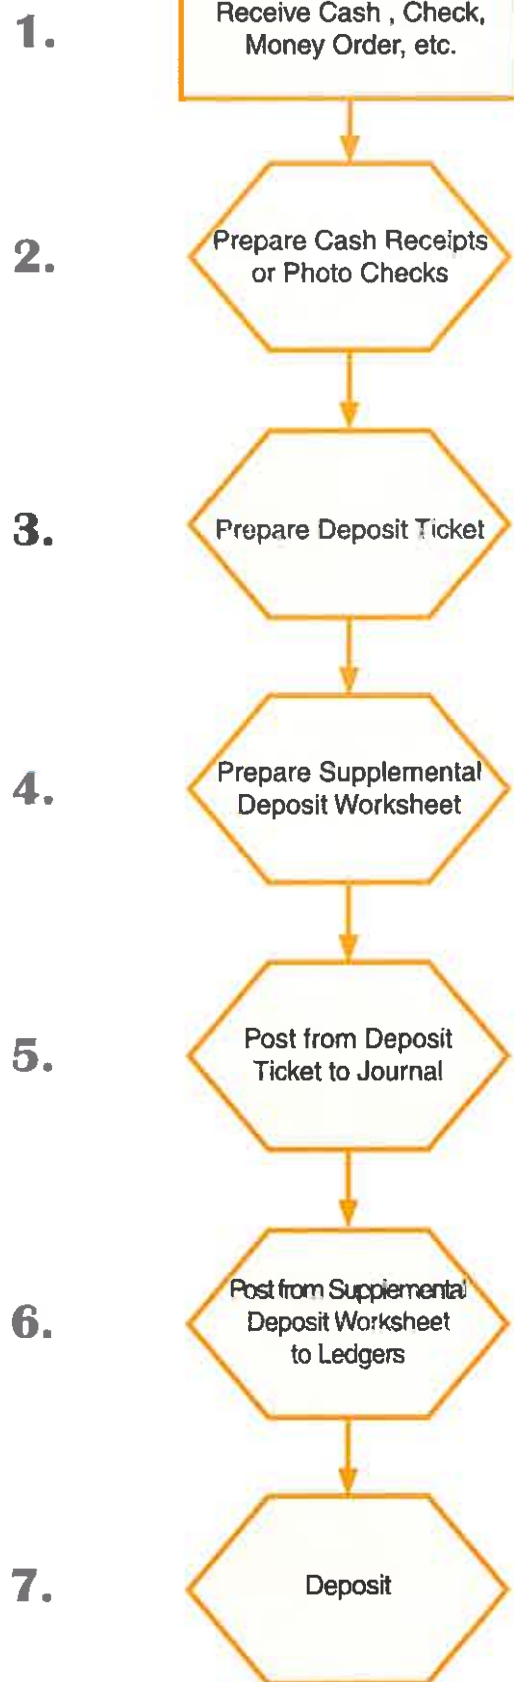 1.
Receive Cash , Check,
Money Order, etc.
2.
Prepare Cash Receipts
or Photo Checks
3.
Prepare Deposit Ticket
4.
Prepare Supplemental
Deposit Worksheet
5.
Post from Deposit
Ticket to Journal
6.
Post from Supplemental
Deposit Worksheet
to Ledgers
7.
Deposit